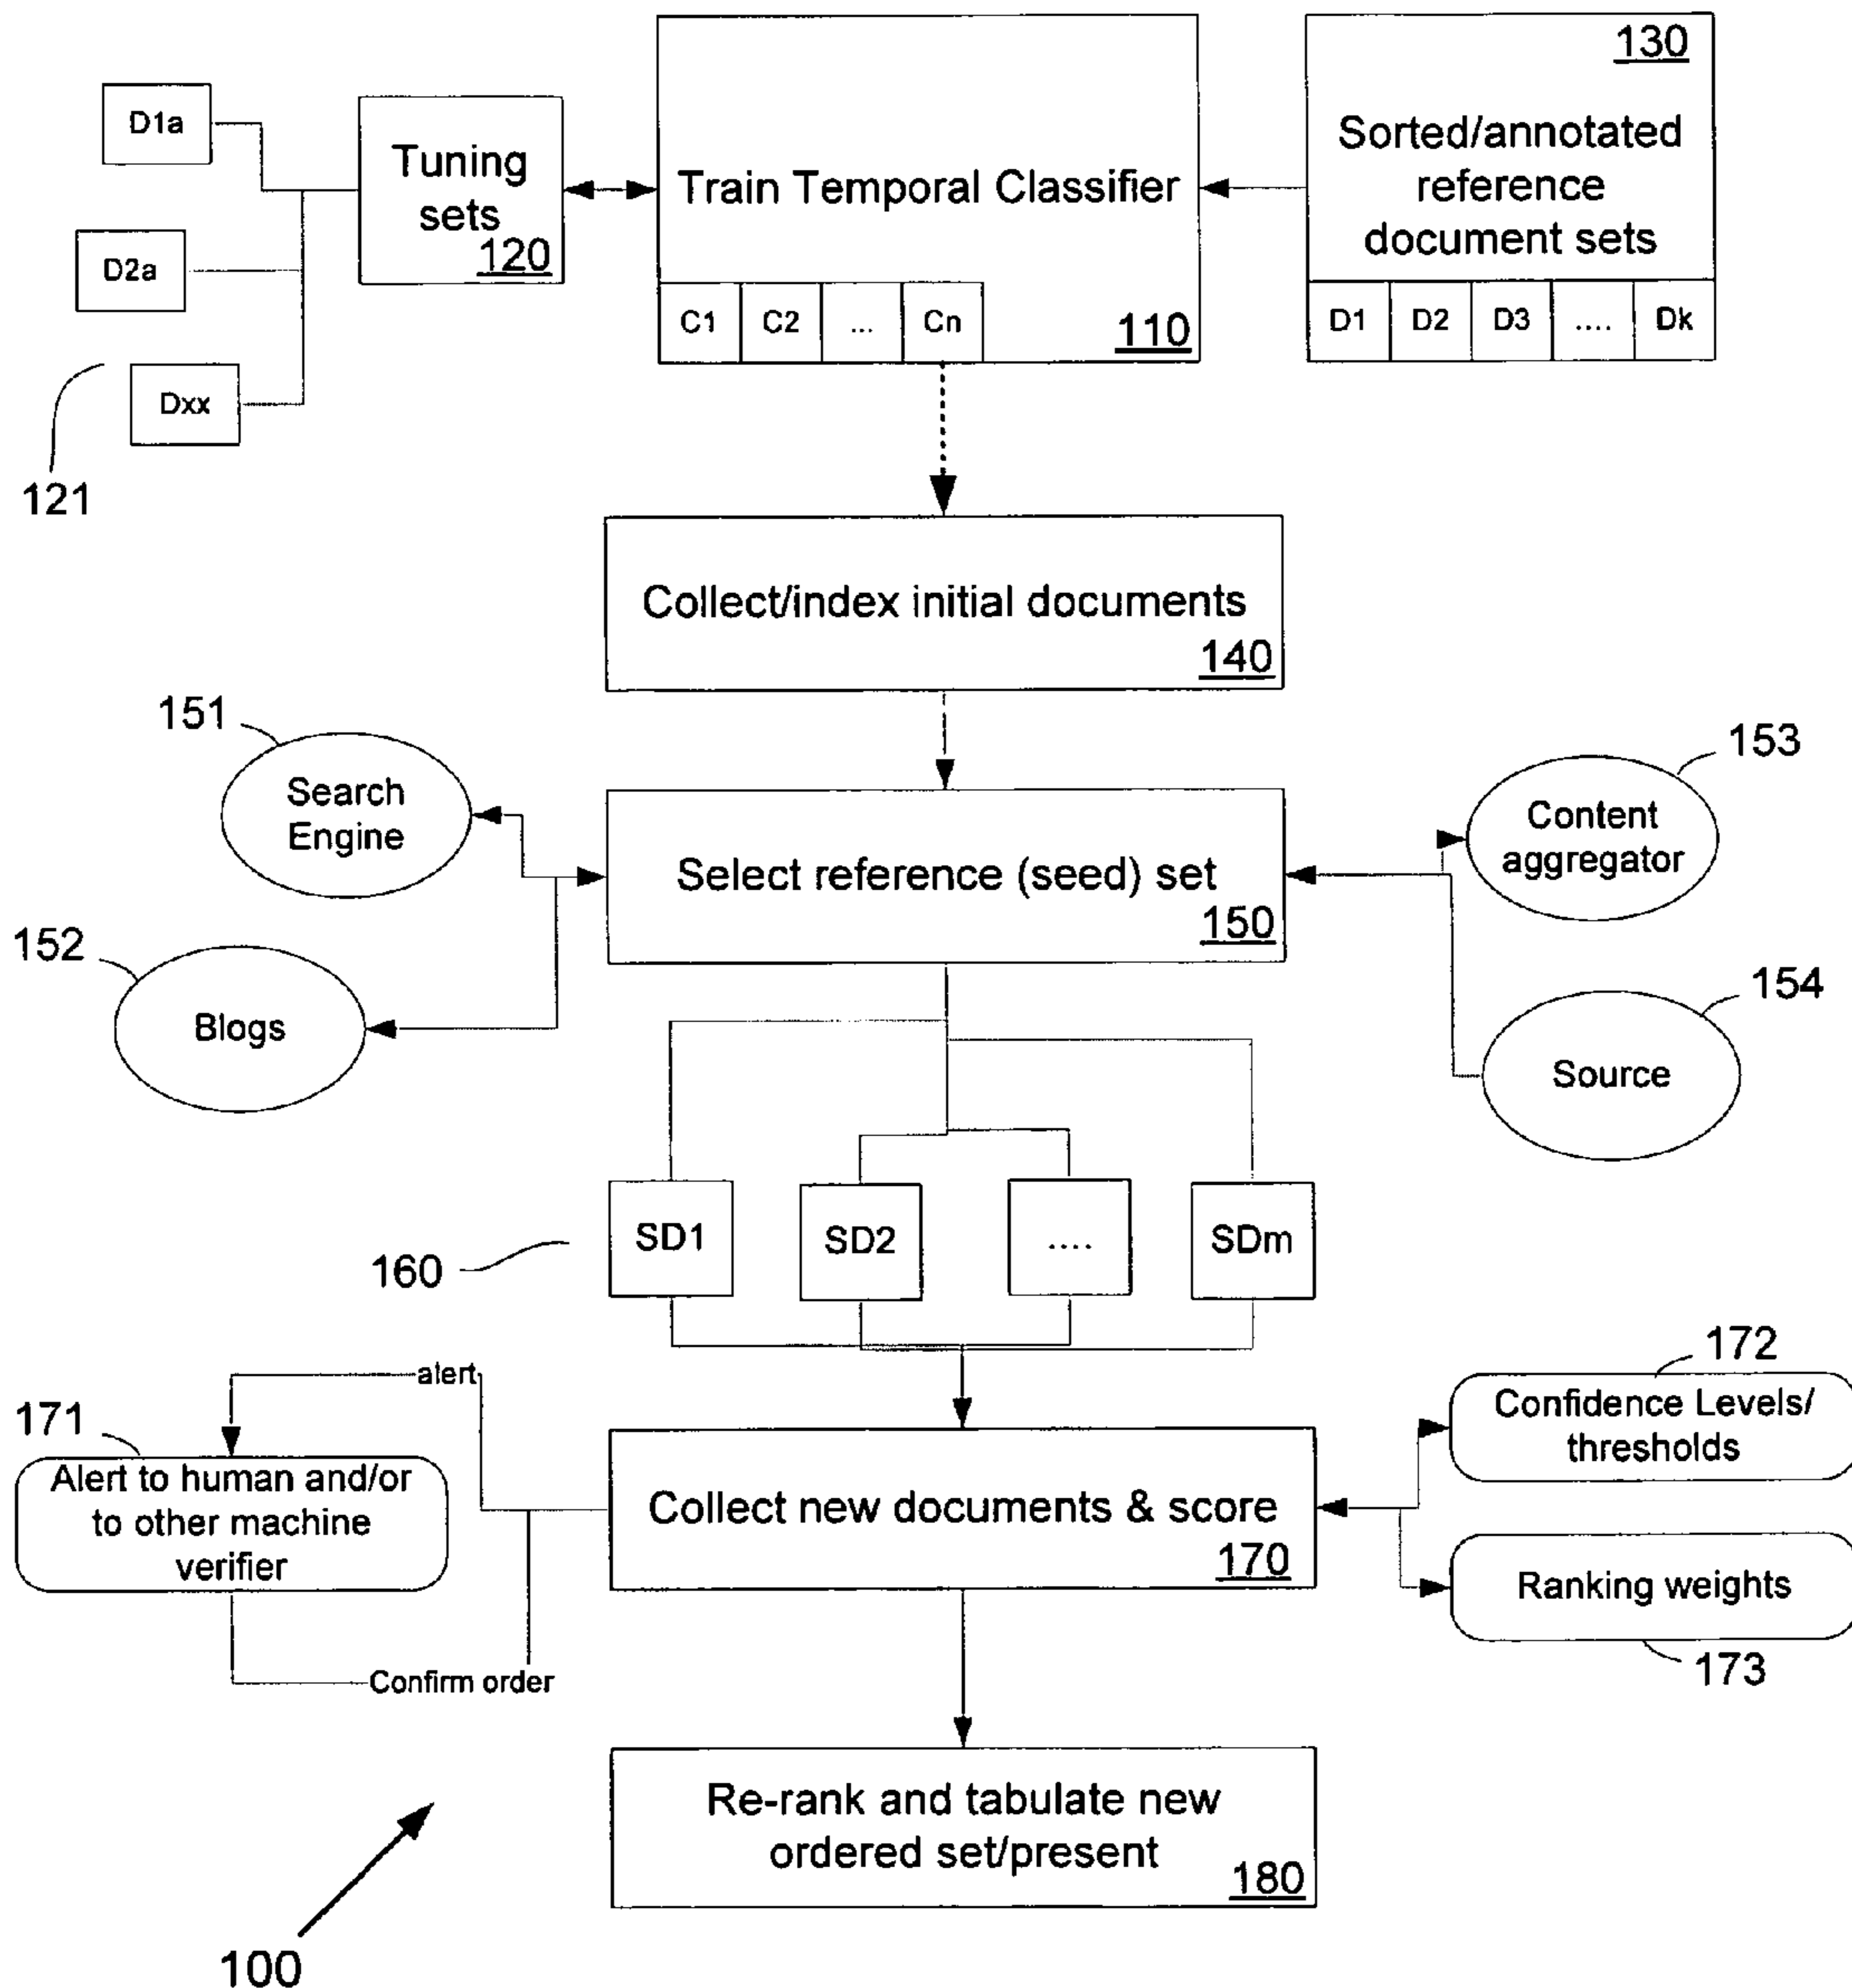 130
D1a
Tuning
sets
120
Train Temporal Classifier
Sorted/annotated
reference
document sets
D2a
C1
C2
...
Cn
110
D1
D2
D3
....
Dk
Dxx
121
Collect/index initial documents
140
151
Search
Engine
153
Content
aggregator
Select reference (seed) set
150
152
Blogs
154
Source
SD1
SD2
....
SDm
160
alert
171
Alert to human and/or
to other machine
verifier
172
Confidence Levels/
thresholds
Collect new documents & score
170
Ranking weights
173
Confirm order
Re-rank and tabulate new
ordered set/present
180
100